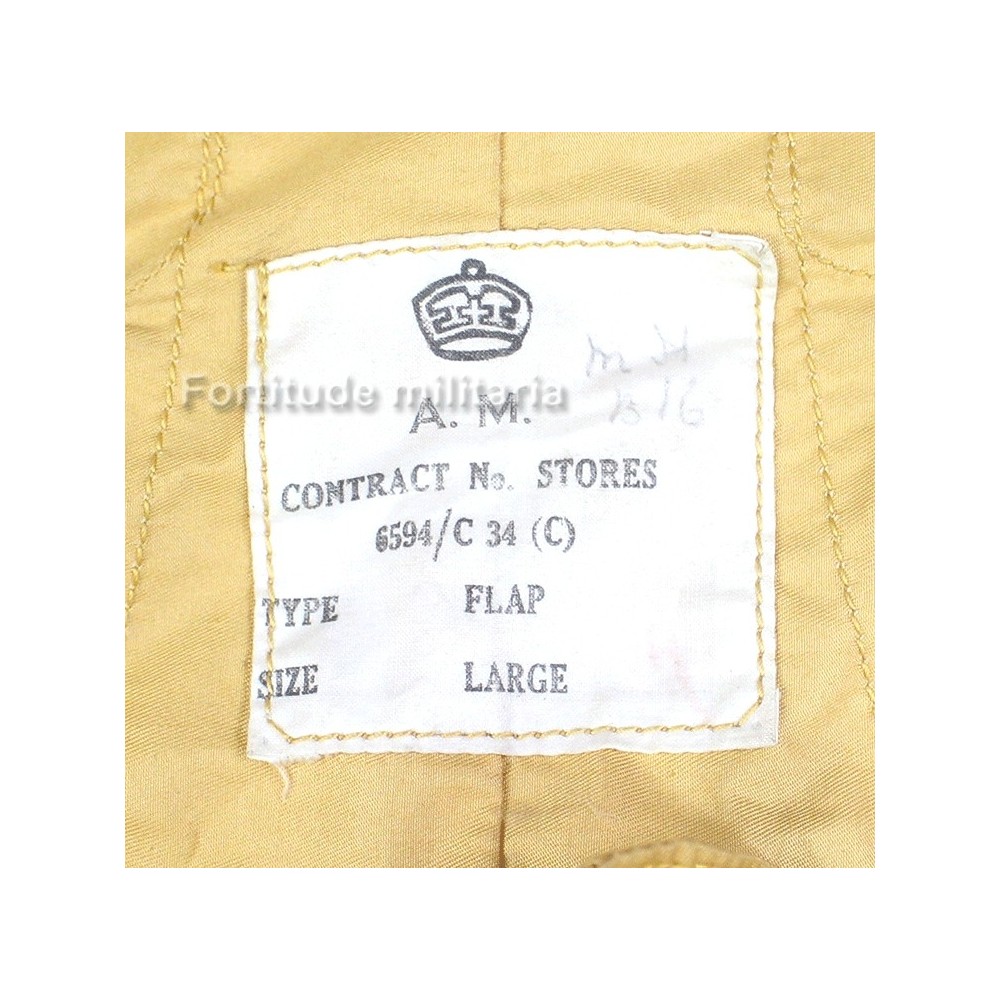 Fortitude militaria
A. M.
CONTRACT No. STORES
6594/C 34 (C)
TYPE FLAP
SIZE LARGE